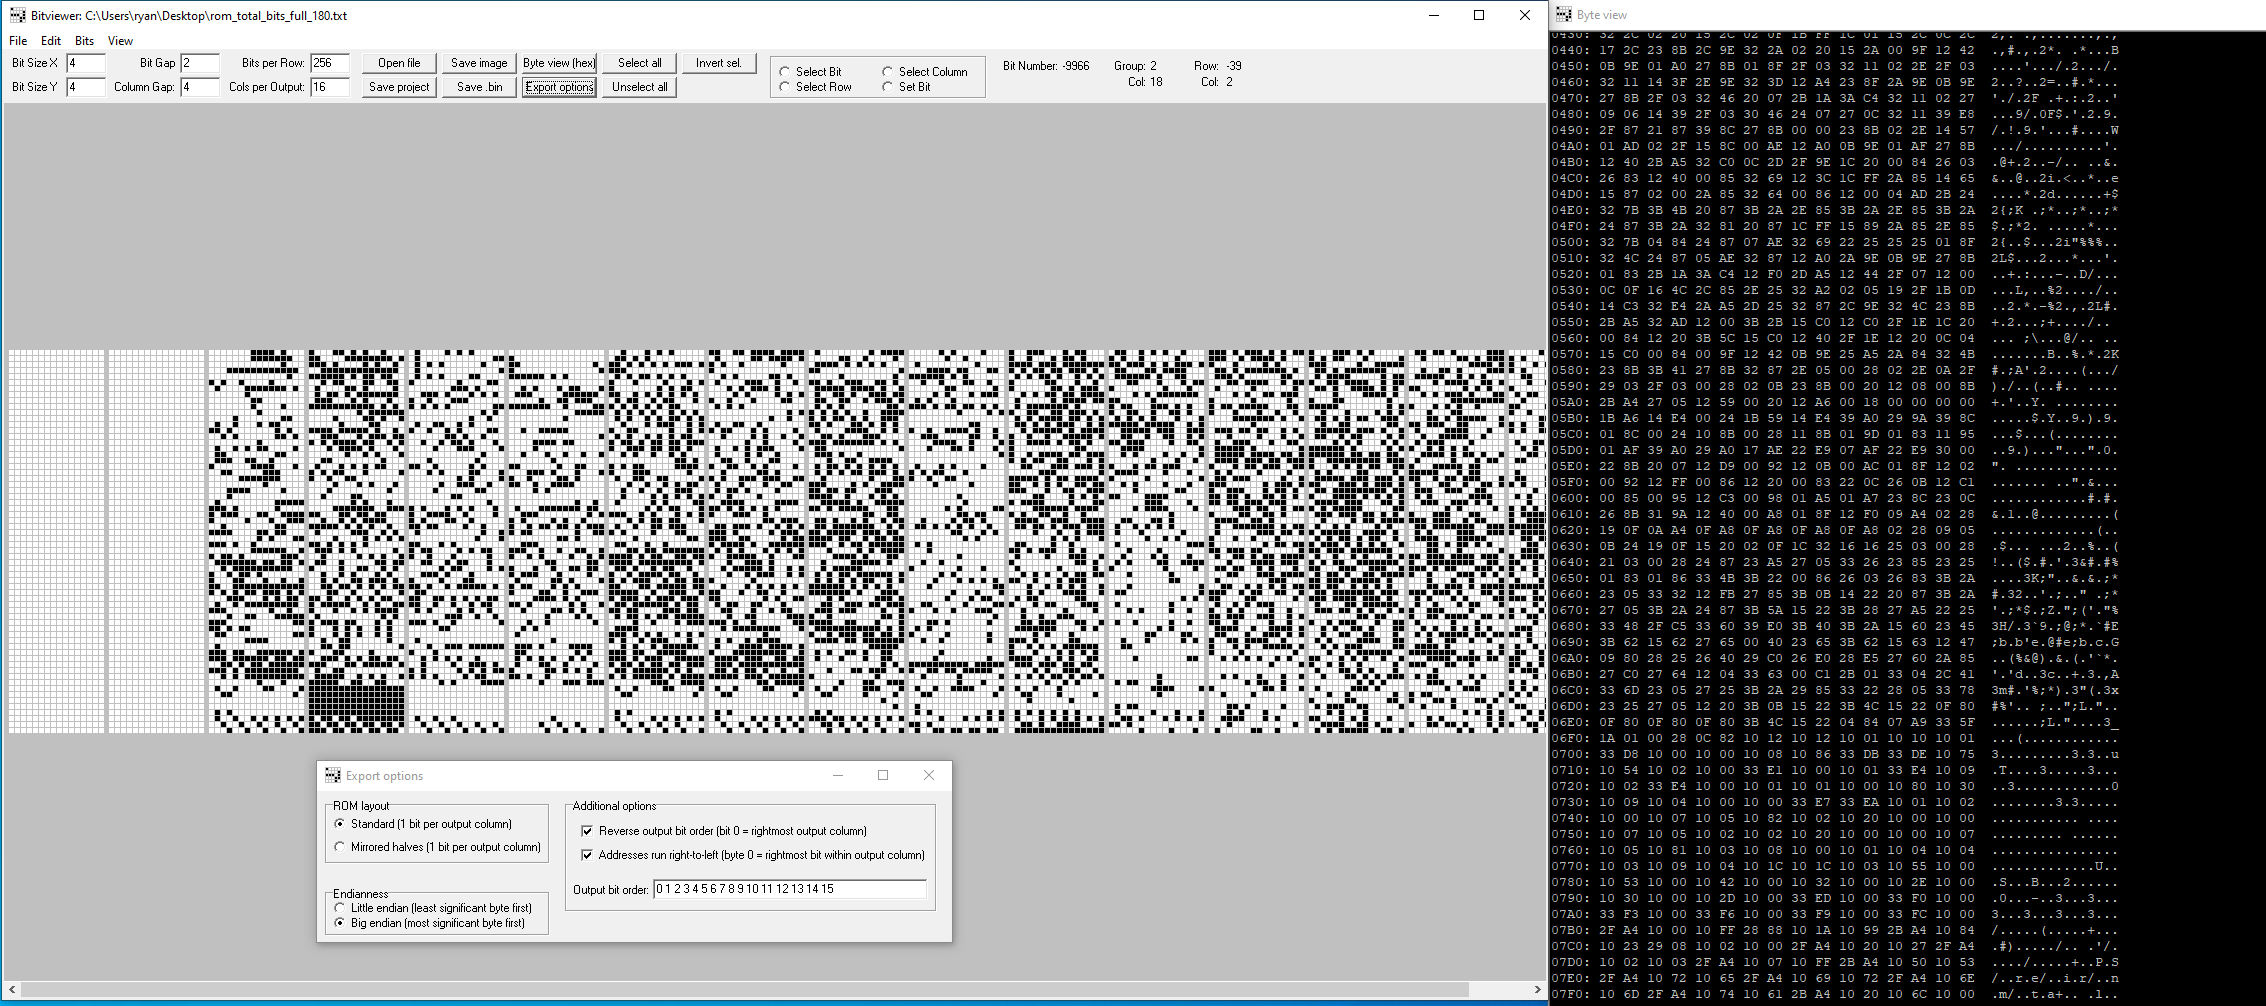 Bitviewer: C:\Users\ryan\Desktop\rom_total_bits_full_180.txt
File Edit Bits View
Bit Size X 4 Bit Gap 2 Bits per Row: 256 Open file Save image Byte view (hex) Select all Invert sel.
Bit Size Y 4 Column Gap: 4 Cols per Output: 16 Save project Save .bin Export options Unselect all
Select Bit Select Column
Select Row Set Bit
Bit Number: -9966 Group: 2 Row: -39
Col: 18 Col: 2
Export options
ROM layout
Standard (1 bit per output column)
Mirrored halves (1 bit per output column)
Endianness
Little endian (least significant byte first)
Big endian (most significant byte first)
Additional options
Reverse output bit order (bit 0 = rightmost output column)
Addresses run right-to-left (byte 0 = rightmost bit within output column)
Output bit order: 0 1 2 3 4 5 6 7 8 9 10 11 12 13 14 15
Byte view
0430: 32 2C 02 20 15 2C 02 0F 1B FF 1C 01 15 2C 0C 2C
0440: 17 2C 23 8B 2C 9E 32 2A 02 20 15 2A 00 9F 12 42
0450: 0B 9E 01 A0 27 8B 01 8F 2F 03 32 11 02 2E 2F 2E
0460: 32 11 14 3F 2E 9E 32 3D 12 A4 23 8F 2A 9E 0B 9E
0470: 27 8B 2F 03 32 46 20 07 2B 1A 3A C4 32 11 02 27
0480: 09 06 14 39 2F 03 30 46 24 07 27 0C 32 11 39 E8
0490: 2F 87 21 87 39 8C 27 8B 00 00 23 8B 02 2E 14 57
04A0: 01 AD 02 2F 15 8C 00 AE 12 A0 0B 9E 01 AF 27 8B
04B0: 12 40 2B A5 32 C0 0C 2D 2F 9E 1C 20 00 84 26 03
04C0: 26 83 12 40 00 85 32 69 12 3C 1C FF 2A 85 14 65
04D0: 15 87 02 00 2A 85 32 64 00 86 12 00 04 AD 2B 24
04E0: 32 7B 3B 4B 20 87 3B 2A 2E 85 3B 2A 2E 85 3B 2A
04F0: 24 87 3B 2A 32 81 20 87 1C FF 15 89 2A 85 2E 85
0500: 32 7B 04 84 24 87 07 AE 32 69 22 25 25 25 01 8F
0510: 32 4C 24 87 05 AE 32 87 12 A0 2A 9E 0B 9E 27 8B
0520: 01 83 2B 1A 3A C4 12 F0 2D A5 12 44 2F 07 12 00
0530: 0C 0F 16 4C 2C 85 2E 25 32 A2 02 05 19 2F 1B 0D
0540: 14 C3 32 E4 2A A5 2D 25 32 87 2C 9E 32 4C 23 8B
0550: 2B A5 32 AD 12 00 3B 2B 15 C0 12 C0 2F 1E 1C 20
0560: 00 84 12 20 3B 5C 15 C0 12 40 2F 1E 12 20 0C 04
0570: 15 C0 00 84 00 9F 12 42 0B 9E 25 A5 2A 84 32 4B
0580: 23 8B 3B 41 27 8B 32 87 2E 05 00 28 02 2E 0A 2F
0590: 29 03 2F 03 00 28 02 0B 23 8B 00 20 12 08 00 8B
05A0: 2B A4 27 05 12 59 00 20 12 A6 00 18 00 00 00 00
05B0: 1B A6 14 E4 00 24 1B 59 14 E4 39 A0 29 9A 39 8C
05C0: 01 8C 00 24 10 8B 00 28 11 8B 01 9D 01 83 11 95
05D0: 01 AF 39 A0 29 A0 17 AE 22 E9 07 AF 22 E9 30 00
05E0: 22 8B 20 07 12 D9 00 92 12 0B 00 AC 01 8F 12 02
05F0: 00 92 12 FF 00 86 12 20 00 83 22 0C 26 0B 12 C1
0600: 00 85 00 95 12 C3 00 98 01 A5 01 A7 23 8C 23 0C
0610: 26 8B 31 9A 12 40 00 A8 01 8F 12 F0 09 A4 02 28
0620: 19 0F 0A A4 0F A8 0F A8 0F A8 0F A8 02 28 09 05
0630: 0B 24 19 0F 15 20 02 0F 1C 32 16 16 25 03 00 28
0640: 21 03 00 28 24 87 23 A5 27 05 33 26 23 85 23 25
0650: 01 83 01 86 33 4B 3B 22 00 86 26 03 26 83 3B 2A
0660: 23 05 33 32 12 FB 27 85 3B 0B 14 22 20 87 3B 2A
0670: 27 05 3B 2A 24 87 3B 5A 15 22 3B 28 27 A5 22 25
0680: 33 48 2F C5 33 60 39 E0 3B 40 3B 2A 15 60 23 45
0690: 3B 62 15 62 27 65 00 40 23 65 3B 62 15 63 12 47
06A0: 09 80 28 25 26 40 29 C0 26 E0 28 E5 27 60 2A 85
06B0: 27 C0 27 64 12 04 33 63 00 C1 2B 01 33 04 2C 41
06C0: 33 6D 23 05 27 25 3B 2A 29 85 33 22 28 05 33 78
06D0: 23 25 27 05 12 20 3B 0B 15 22 3B 4C 15 22 0F 80
06E0: 0F 80 0F 80 0F 80 3B 4C 15 22 04 84 07 A9 33 5F
06F0: 1A 01 00 28 0C 82 10 12 10 12 10 01 10 10 10 01
0700: 33 D8 10 00 10 00 10 08 10 86 33 DB 33 DE 10 75
0710: 10 54 10 02 10 00 33 E1 10 00 10 01 33 E4 10 09
0720: 10 02 33 E4 10 00 10 01 10 01 10 00 10 80 10 30
0730: 10 09 10 04 10 00 10 00 33 E7 33 EA 10 01 10 02
0740: 10 00 10 07 10 05 10 82 10 02 10 20 10 00 10 00
0750: 10 07 10 05 10 02 10 02 10 20 10 00 10 00 10 07
0760: 10 05 10 81 10 03 10 08 10 00 10 01 10 04 10 04
0770: 10 03 10 09 10 04 10 1C 10 1C 10 03 10 55 10 00
0780: 10 53 10 00 10 42 10 00 10 32 10 00 10 2E 10 00
0790: 10 30 10 00 10 2D 10 00 33 ED 10 00 33 F0 10 00
07A0: 33 F3 10 00 33 F6 10 00 33 F9 10 00 33 FC 10 00
07B0: 2F A4 10 00 10 FF 28 88 10 1A 10 99 2B A4 10 84
07C0: 10 23 29 08 10 02 10 00 2F A4 10 20 10 27 2F A4
07D0: 10 02 10 03 2F A4 10 07 10 FF 2B A4 10 50 10 53
07E0: 2F A4 10 72 10 65 2F A4 10 69 10 72 2F A4 10 6E
07F0: 10 6D 2F A4 10 74 10 61 2B A4 10 20 10 6C 10 00